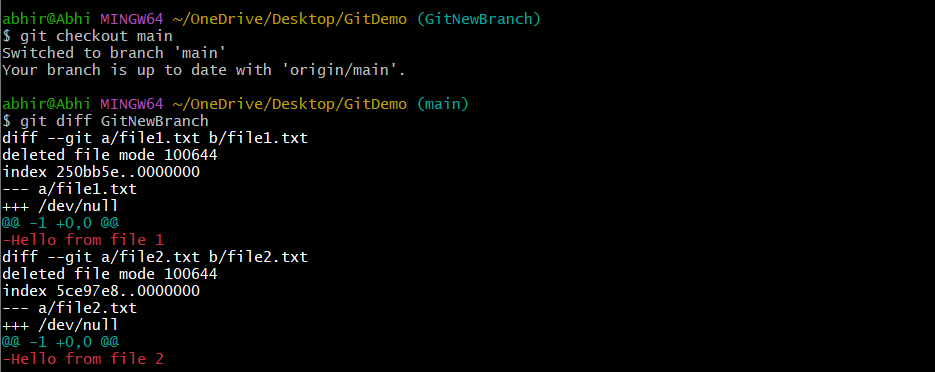 abhir@Abhi MINGW64 ~/OneDrive/Desktop/GitDemo (GitNewBranch)
$ git checkout main
Switched to branch 'main'
Your branch is up to date with 'origin/main'.
abhir@Abhi MINGW64 ~/OneDrive/Desktop/GitDemo (main)
$ git diff GitNewBranch
diff --git a/file1.txt b/file1.txt
deleted file mode 100644
index 250bb5e..0000000
--- a/file1.txt
+++ /dev/null
@@ -1 +0,0 @@
-Hello from file 1
diff --git a/file2.txt b/file2.txt
deleted file mode 100644
index 5ce97e8..0000000
--- a/file2.txt
+++ /dev/null
@@ -1 +0,0 @@
-Hello from file 2